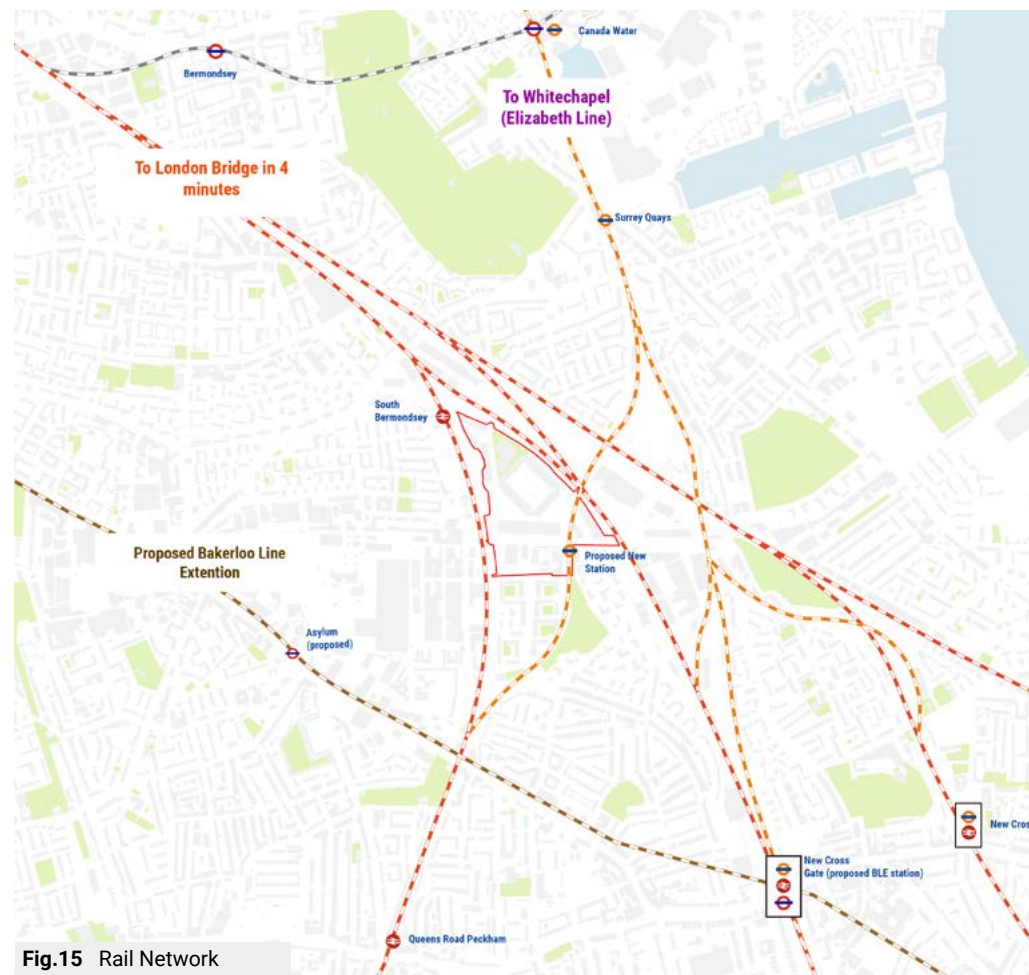 Canada Water
Bermondsey
To Whitechapel
(Elizabeth Line)
To London Bridge in 4
minutes
Surrey Quays
South
Bermondsey
Proposed New
Station
Proposed Bakerloo Line
Extention
Asylum
(proposed)
New Cros
New Cross
Gate (proposed BLE station)
Queens Road Peckham
Fig.15 Rail Network